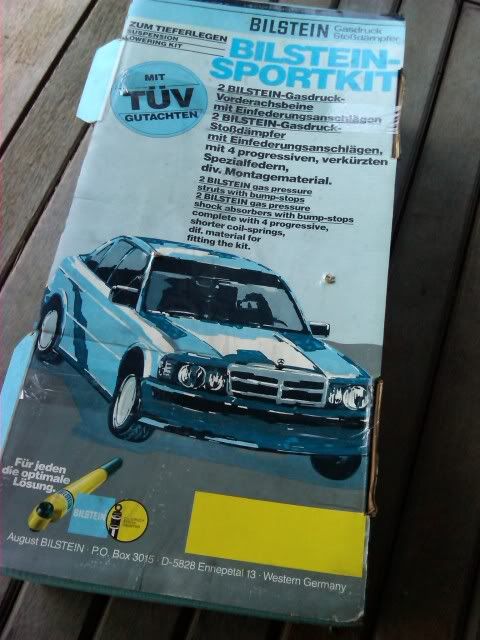 ZUM TIEFERLEGEN
SUSPENSION
LOWERING KIT
BILSTEIN Gasdruck
Stoßdämpfer
BILSTEIN-
SPORTKIT
MIT
TÜV
GUTACHTEN
2 BILSTEIN-Gasdruck-
Vorderachsbeine
mit Einfederungsanschlägen
2 BILSTEIN-Gasdruck-
Stoßdämpfer
mit Einfederungsanschlägen,
mit 4 progressiven, verkürzten
Spezialfedern,
div. Montagematerial.
2 BILSTEIN gas pressure
struts with bump-stops
2 BILSTEIN gas pressure
shock absorbers with bump-stops
complete with 4 progressive,
shorter coil-springs,
dif. material for
fitting the kit.
Für jeden
die optimale
Lösung.
BILSTEIN
August BILSTEIN · P.O. Box 3015 · D-5828 Ennepetal 13 · Western Germany